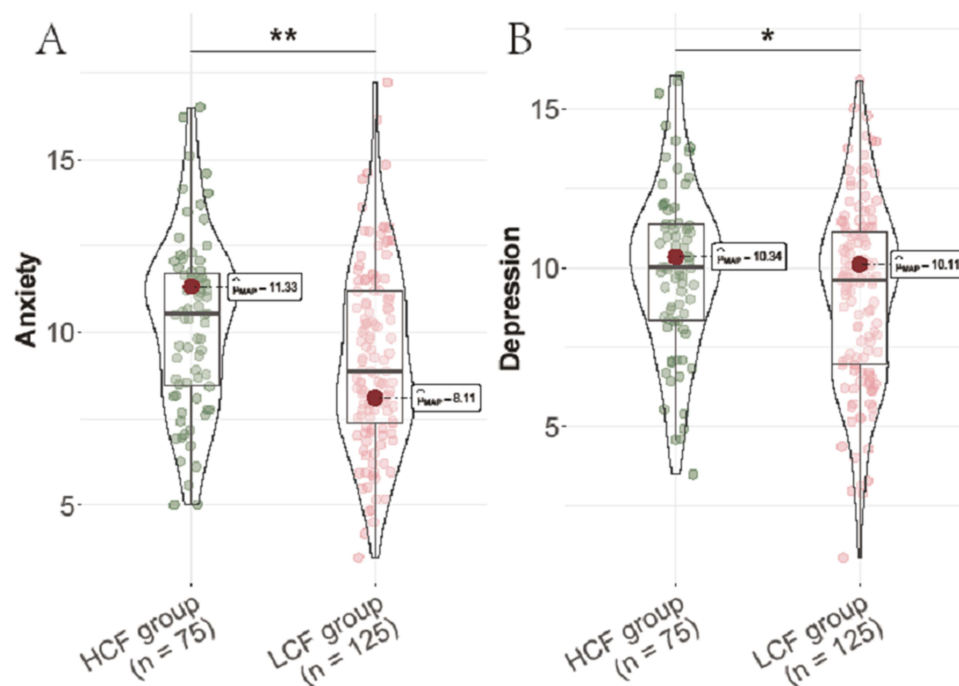 A
**
Anxiety
15
10
5
μ̂MAP = 11.33
μ̂MAP = 8.11
HCF group
(n = 75)
LCF group
(n = 125)
B
*
Depression
15
10
5
μ̂MAP = 10.34
μ̂MAP = 10.11
HCF group
(n = 75)
LCF group
(n = 125)